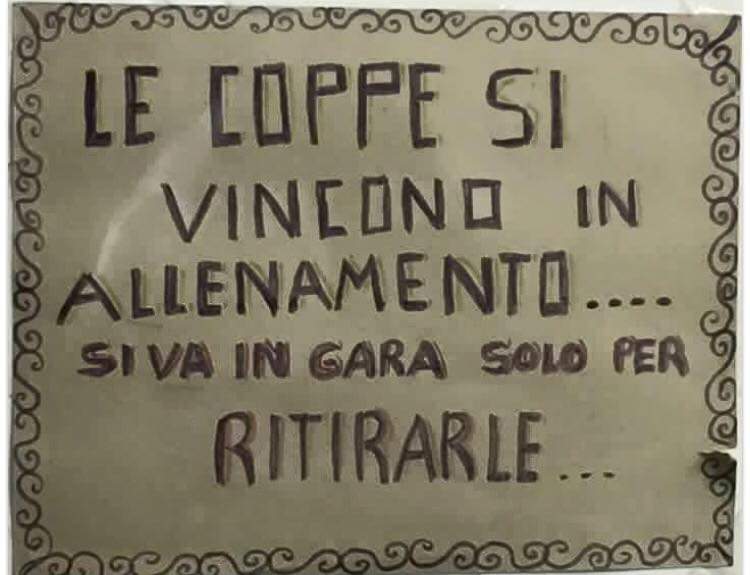 LE COPPE SI
VINCONO IN
ALLENAMENTO....
SI VA IN GARA SOLO PER
RITIRARLE...